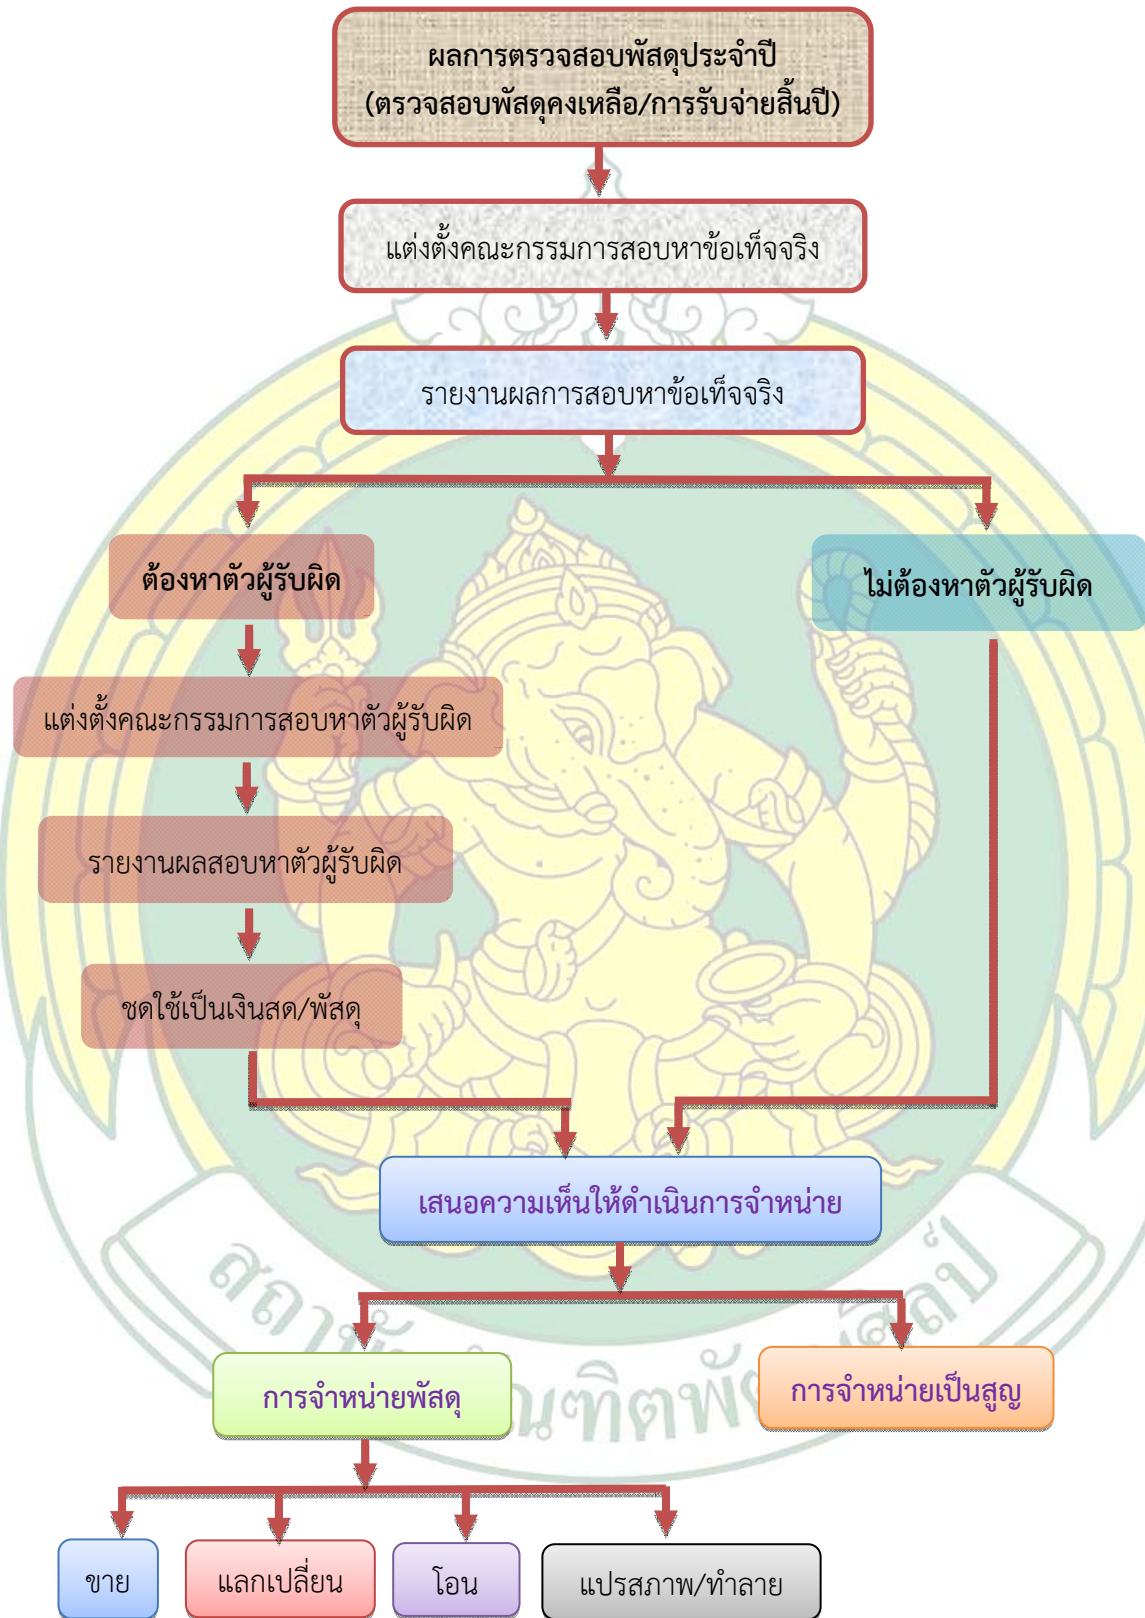 ผลการตรวจสอบพัสดุประจำปี
(ตรวจสอบพัสดุคงเหลือ/การรับจ่ายสิ้นปี)
แต่งตั้งคณะกรรมการสอบหาข้อเท็จจริง
รายงานผลการสอบหาข้อเท็จจริง
ต้องหาตัวผู้รับผิด
ไม่ต้องหาตัวผู้รับผิด
แต่งตั้งคณะกรรมการสอบหาตัวผู้รับผิด
รายงานผลสอบหาตัวผู้รับผิด
ชดใช้เป็นเงินสด/พัสดุ
เสนอความเห็นให้ดำเนินการจำหน่าย
การจำหน่ายพัสดุ
การจำหน่ายเป็นสูญ
ขาย
แลกเปลี่ยน
โอน
แปรสภาพ/ทำลาย